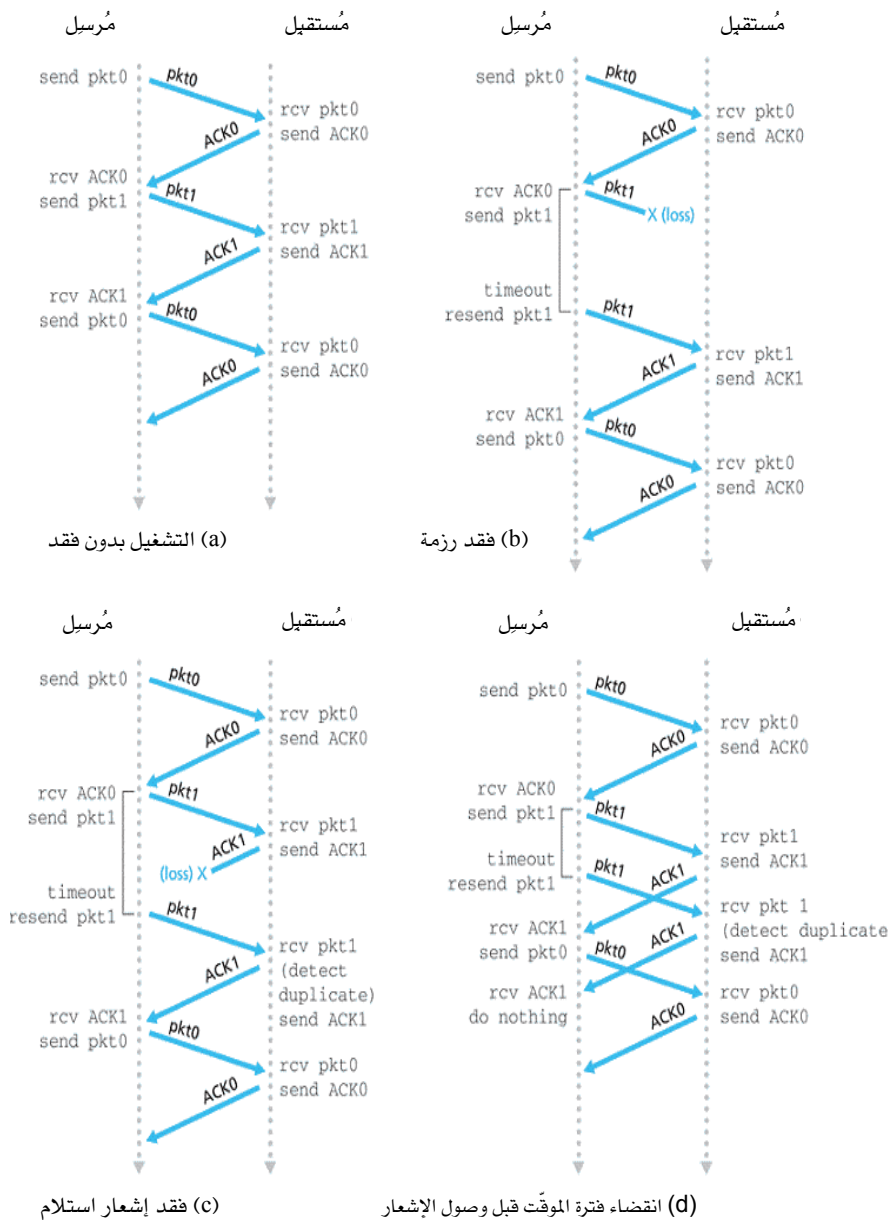 مُرسِل
مُستقبِل
send pkt0
pkt0
rcv pkt0
send ACK0
ACK0
rcv ACK0
send pkt1
pkt1
rcv pkt1
send ACK1
ACK1
rcv ACK1
send pkt0
pkt0
rcv pkt0
send ACK0
ACK0
(a) التشغيل بدون فقد
مُرسِل
مُستقبِل
send pkt0
pkt0
rcv pkt0
send ACK0
ACK0
rcv ACK0
send pkt1
pkt1
X (loss)
timeout
resend pkt1
pkt1
rcv pkt1
send ACK1
ACK1
rcv ACK1
send pkt0
pkt0
rcv pkt0
send ACK0
ACK0
(b) فقد رزمة
مُرسِل
مُستقبِل
send pkt0
pkt0
rcv pkt0
send ACK0
ACK0
rcv ACK0
send pkt1
pkt1
rcv pkt1
send ACK1
ACK1
(loss) X
timeout
resend pkt1
pkt1
rcv pkt1
(detect
duplicate)
send ACK1
ACK1
rcv ACK1
send pkt0
pkt0
rcv pkt0
send ACK0
ACK0
(c) فقد إشعار استلام
مُرسِل
مُستقبِل
send pkt0
pkt0
rcv pkt0
send ACK0
ACK0
rcv ACK0
send pkt1
pkt1
rcv pkt1
send ACK1
ACK1
timeout
resend pkt1
pkt1
rcv pkt 1
(detect duplicate
send ACK1
ACK1
rcv ACK1
send pkt0
pkt0
rcv ACK1
do nothing
rcv pkt0
send ACK0
ACK0
(d) انقضاء فترة الموقّت قبل وصول الإشعار